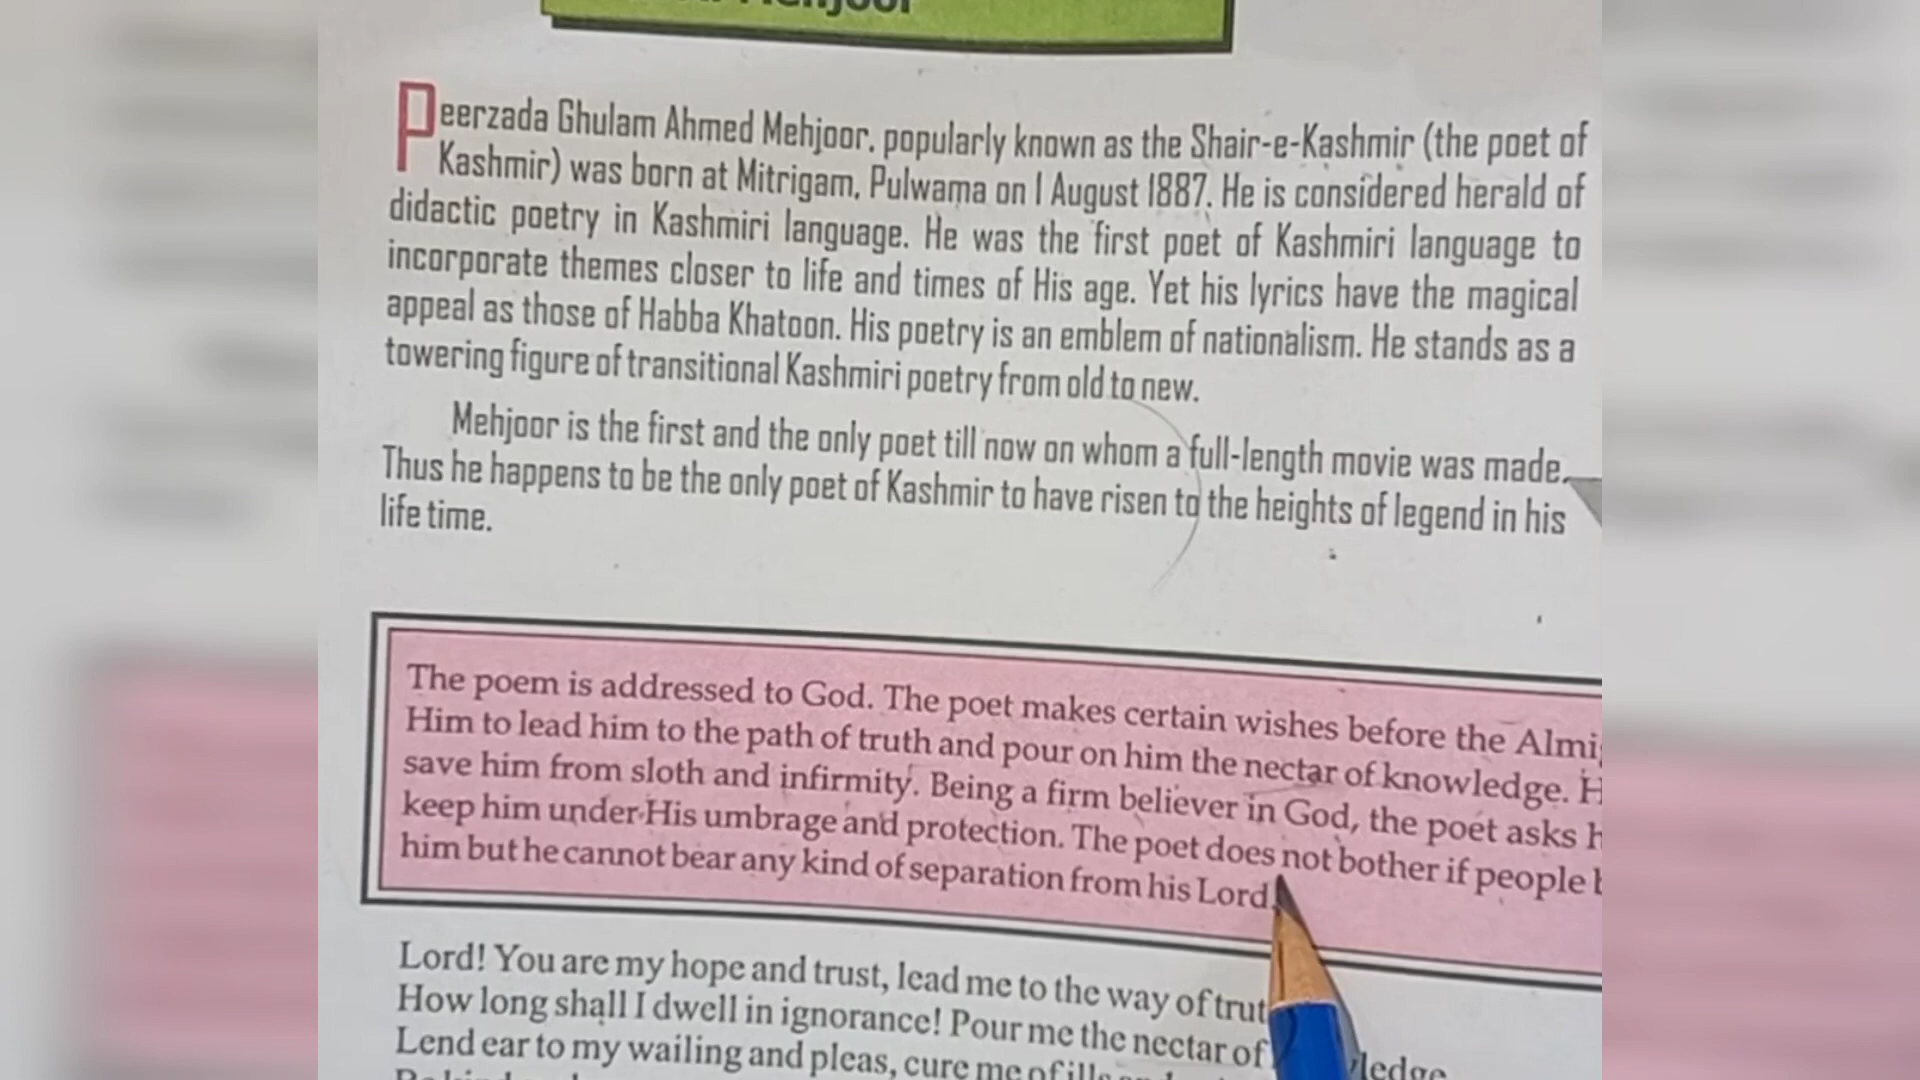 Mehjoor
Peerzada Ghulam Ahmed Mehjoor, popularly known as the Shair-e-Kashmir (the poet of
Kashmir) was born at Mitrigam, Pulwama on 1 August 1887. He is considered herald of
didactic poetry in Kashmiri language. He was the first poet of Kashmiri language to
incorporate themes closer to life and times of His age. Yet his lyrics have the magical
appeal as those of Habba Khatoon. His poetry is an emblem of nationalism. He stands as a
towering figure of transitional Kashmiri poetry from old to new.
Mehjoor is the first and the only poet till now on whom a full-length movie was made.
Thus he happens to be the only poet of Kashmir to have risen to the heights of legend in his
life time.
The poem is addressed to God. The poet makes certain wishes before the Almi
Him to lead him to the path of truth and pour on him the nectar of knowledge. H
save him from sloth and infirmity. Being a firm believer in God, the poet asks h
keep him under His umbrage and protection. The poet does not bother if people
him but he cannot bear any kind of separation from his Lord.
Lord! You are my hope and trust, lead me to the way of trut
How long shall I dwell in ignorance! Pour me the nectar of ledge
Lend ear to my wailing and pleas, cure me of ills